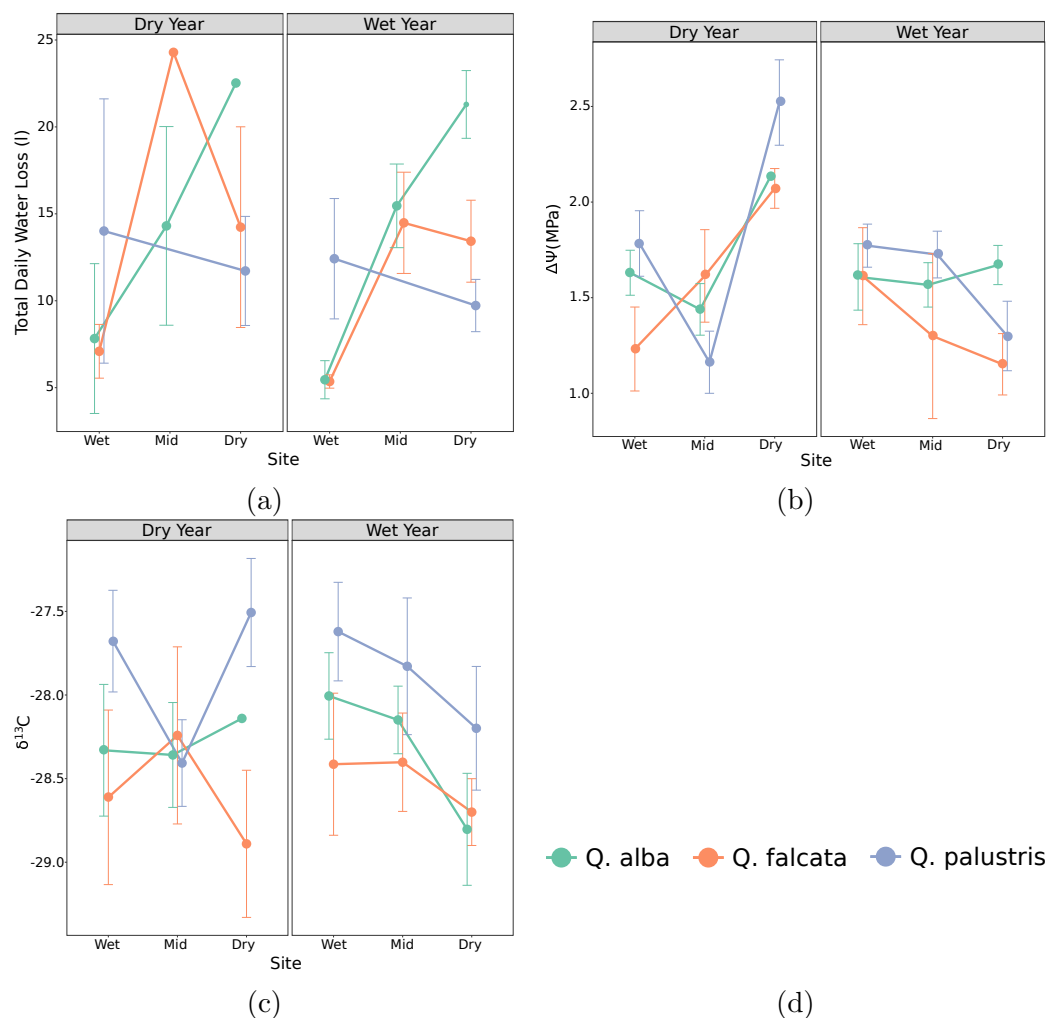 Dry Year
Wet Year
25
20
15
10
5
Total Daily Water Loss (l)
Wet
Mid
Dry
Wet
Mid
Dry
Site
(a)
Dry Year
Wet Year
2.5
2.0
1.5
1.0
ΔΨ(MPa)
Wet
Mid
Dry
Wet
Mid
Dry
Site
(b)
Dry Year
Wet Year
-27.5
-28.0
-28.5
-29.0
δ¹³C
Wet
Mid
Dry
Wet
Mid
Dry
Site
(c)
Q. alba
Q. falcata
Q. palustris
(d)